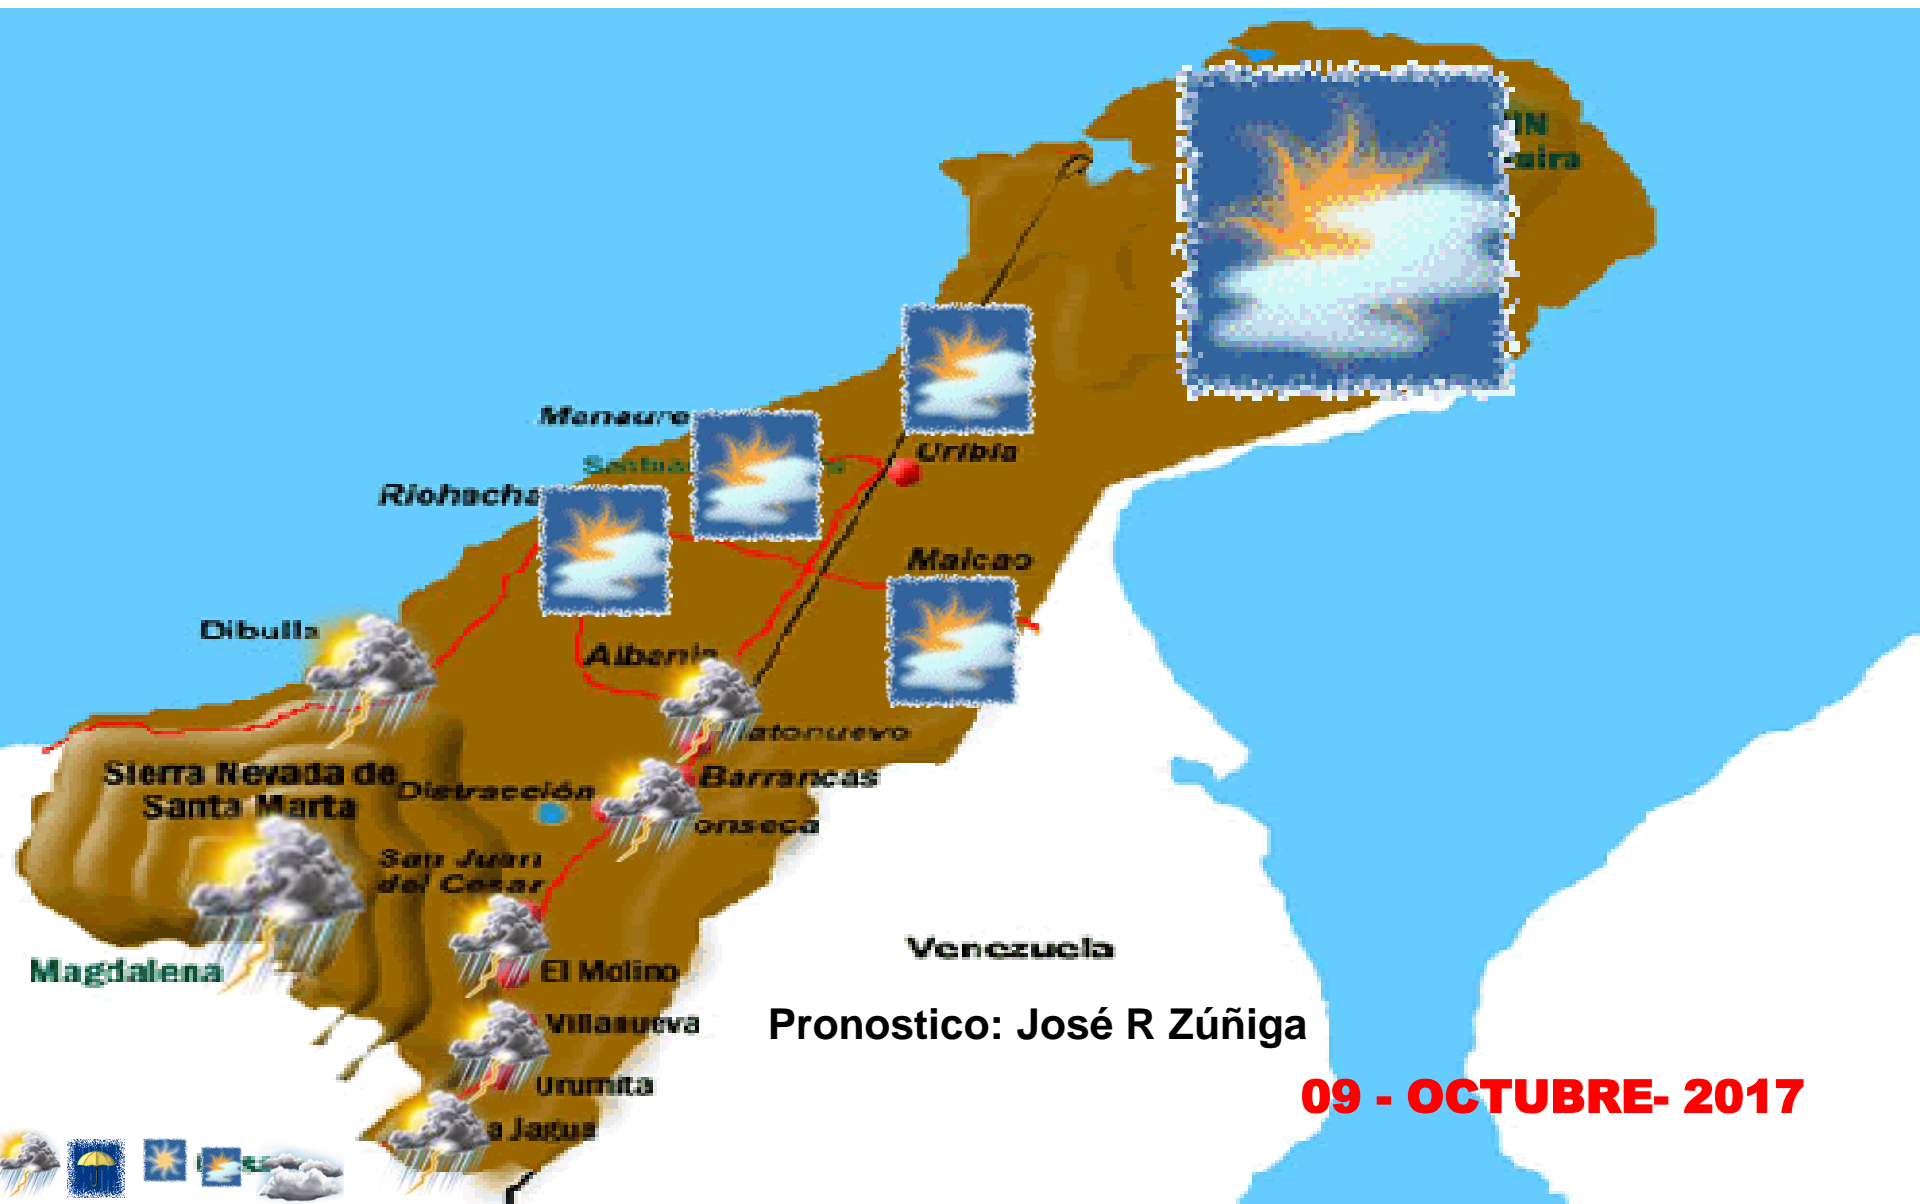 Manaure
Uribia
Riohacha
Maicao
Dibulla
Albania
Barrancas
Sierra Nevada de
Santa Marta
Distracción
San Juan
del Cesar
Magdalena
El Molino
Villanueva
Urumita
a Jagua
Venezuela
Pronostico: José R Zúñiga
09 - OCTUBRE- 2017